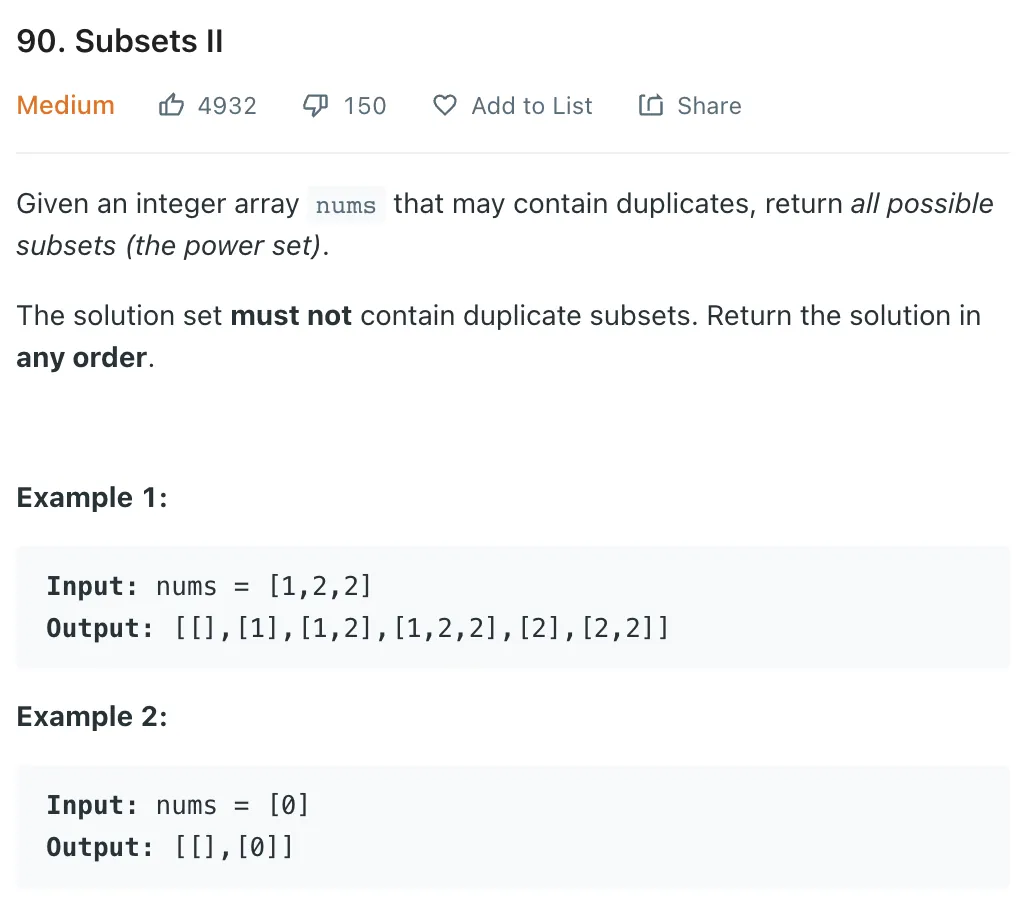 90. Subsets II
Medium 4932 150 Add to List Share
Given an integer array nums that may contain duplicates, return all possible
subsets (the power set).
The solution set must not contain duplicate subsets. Return the solution in
any order.
Example 1:
Input: nums = [1,2,2]
Output: [[],[1],[1,2],[1,2,2],[2],[2,2]]
Example 2:
Input: nums = [0]
Output: [[],[0]]